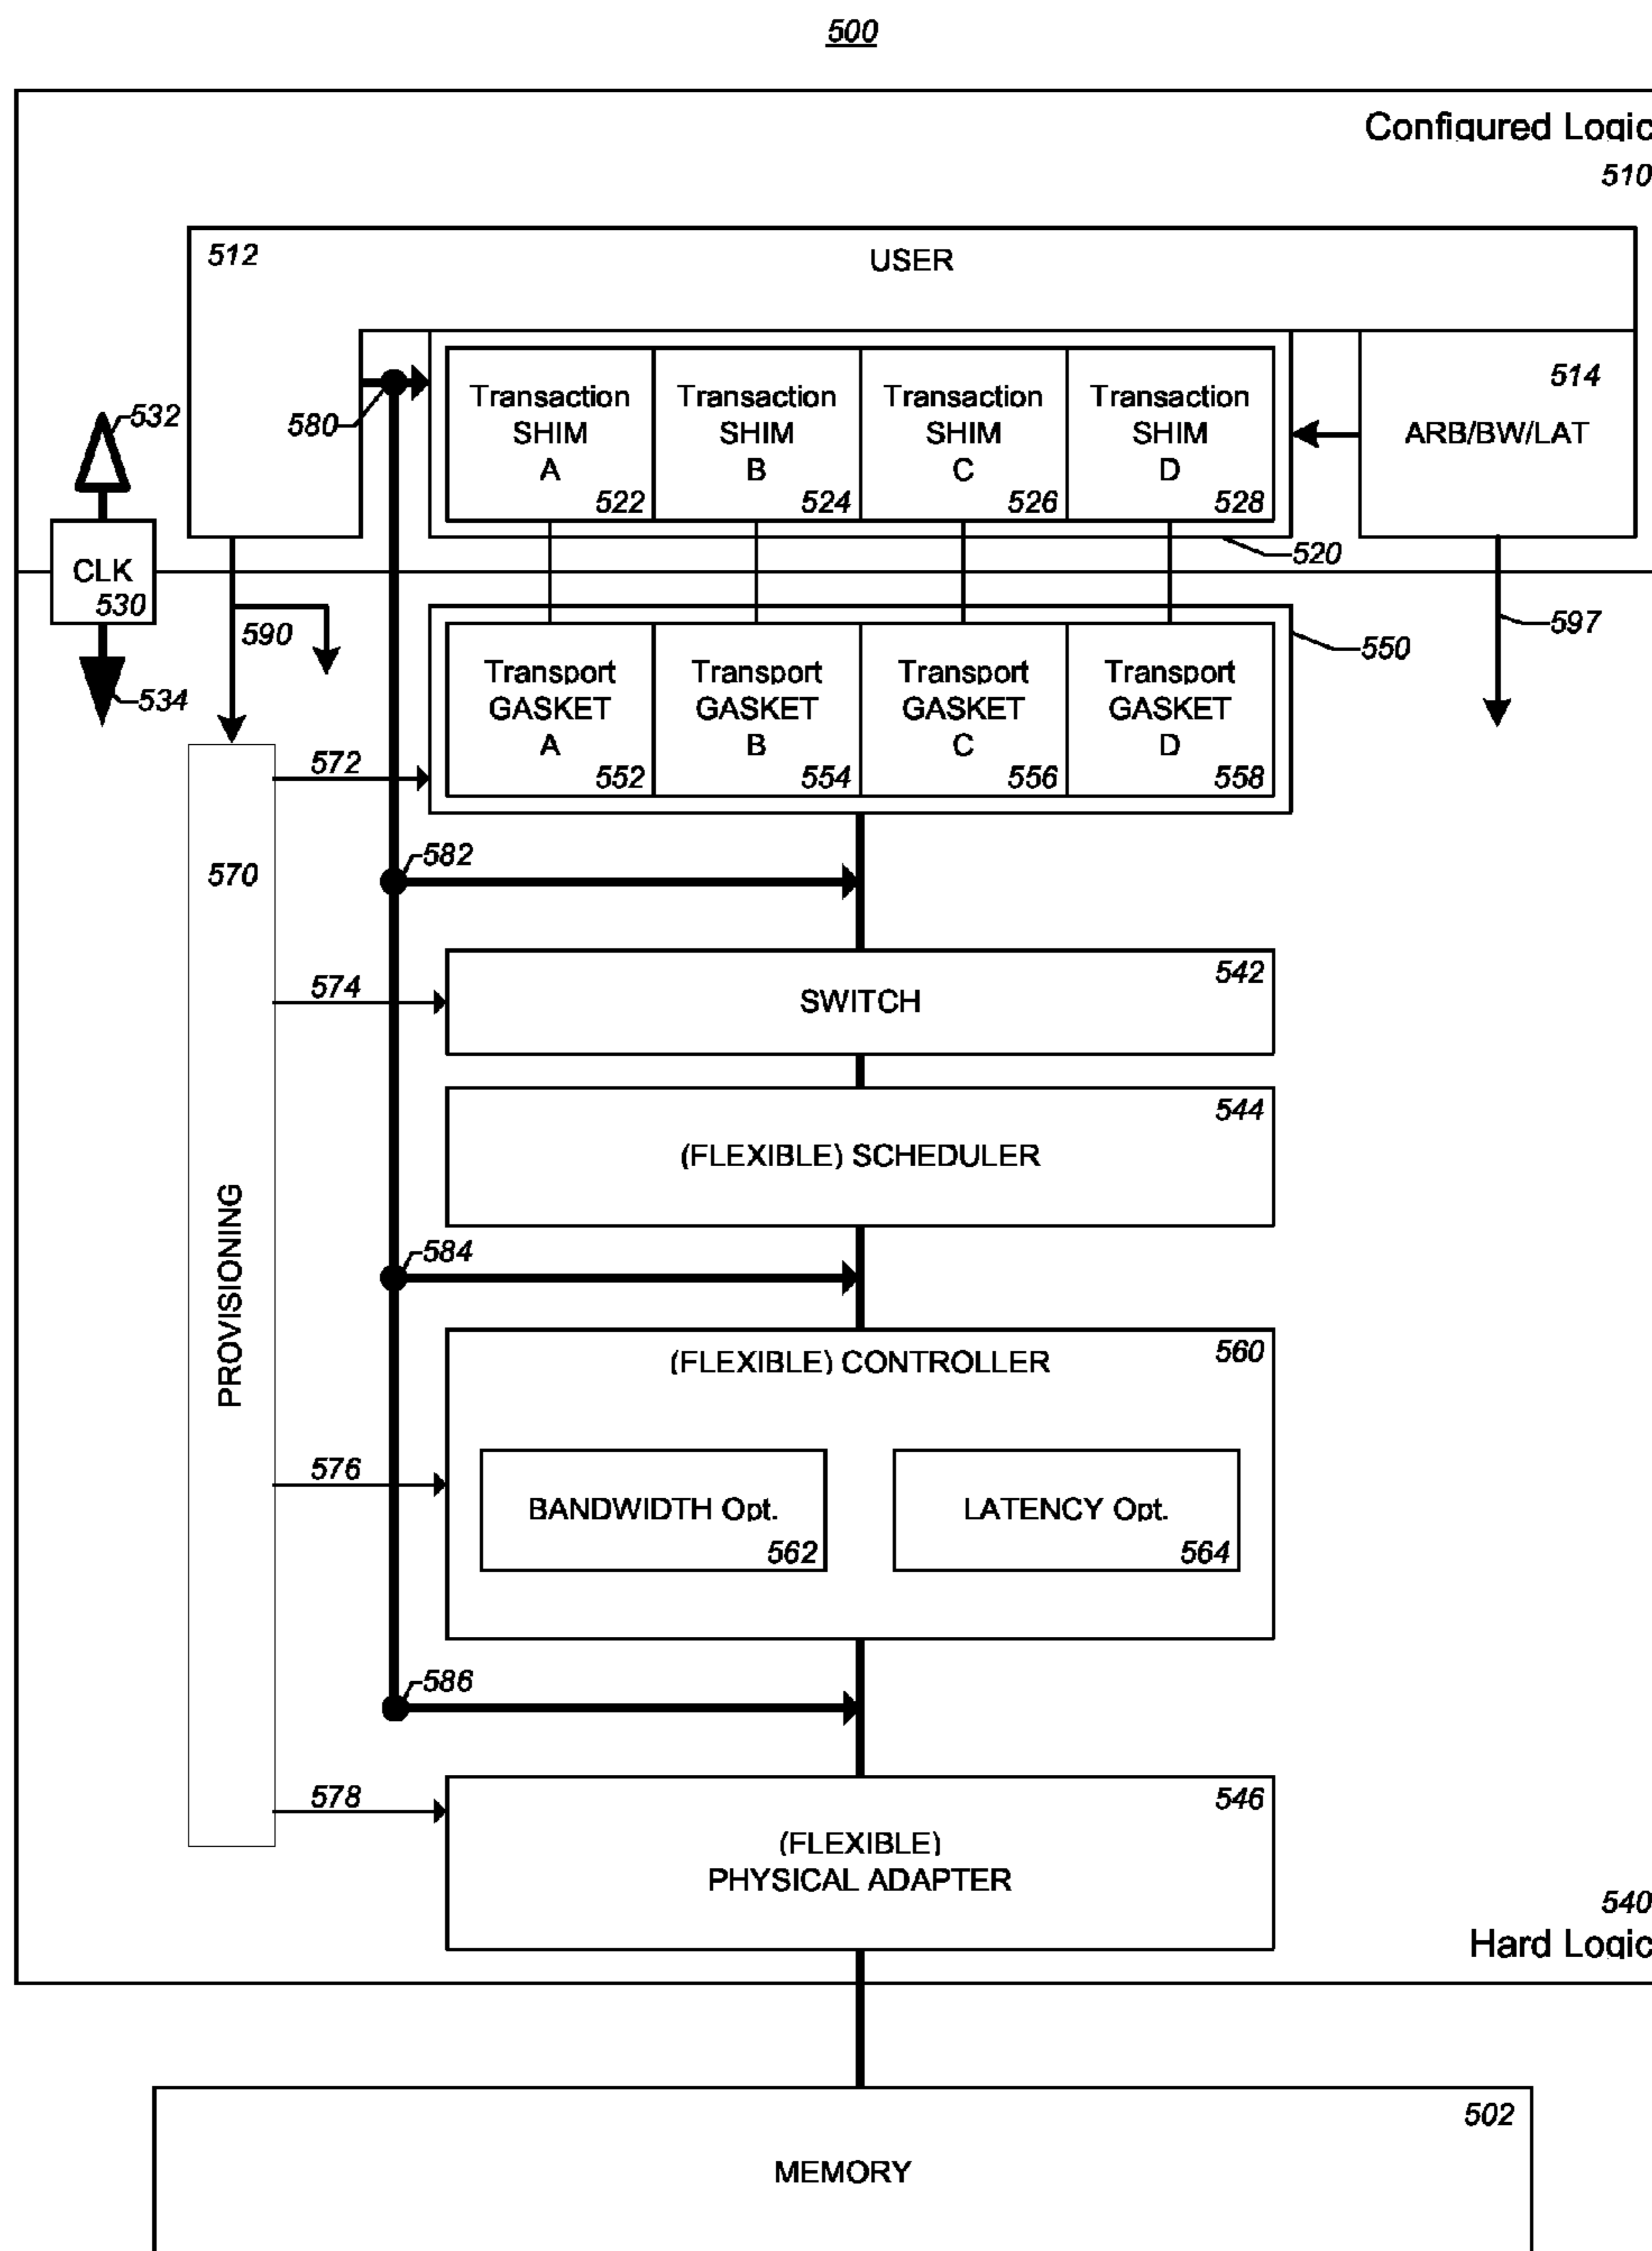 500
Configured Logic
510
512
USER
514
ARB/BW/LAT
580
Transaction
SHIM
A
522
Transaction
SHIM
B
524
Transaction
SHIM
C
526
Transaction
SHIM
D
528
520
532
CLK
530
534
590
597
550
Transport
GASKET
A
552
Transport
GASKET
B
554
Transport
GASKET
C
556
Transport
GASKET
D
558
572
570
PROVISIONING
582
574
542
SWITCH
544
(FLEXIBLE) SCHEDULER
584
560
(FLEXIBLE) CONTROLLER
576
BANDWIDTH Opt.
562
LATENCY Opt.
564
586
578
546
(FLEXIBLE)
PHYSICAL ADAPTER
540
Hard Logic
502
MEMORY